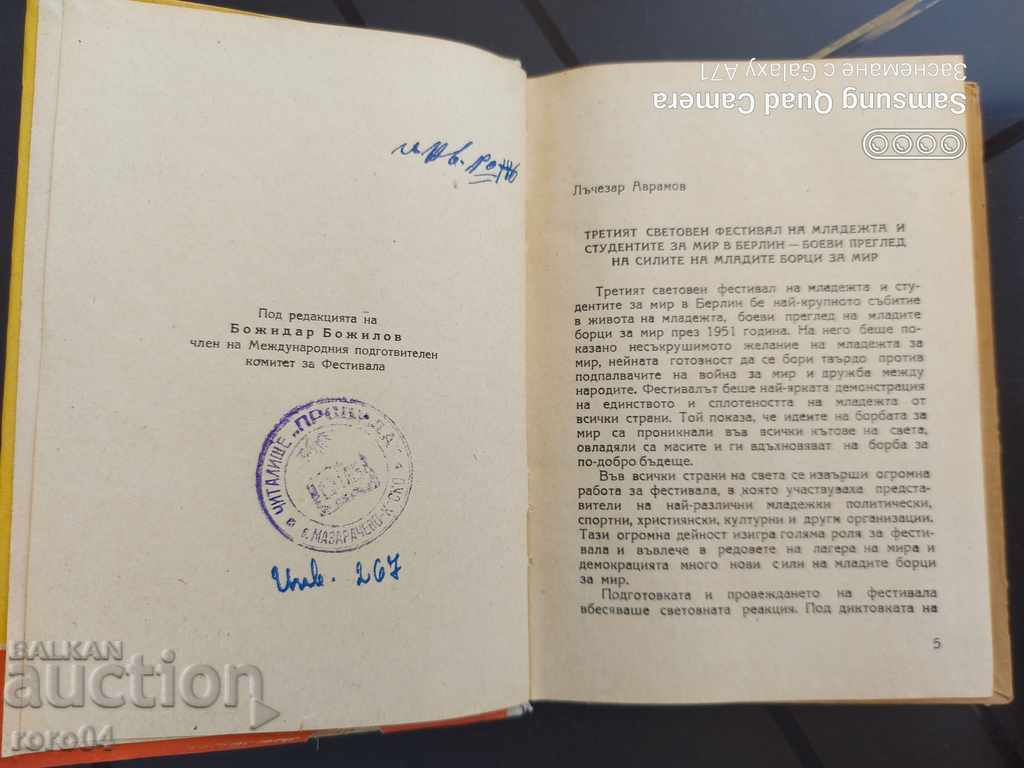 Под редакцията на
Божидар Божилов
член на Международния подготвителен
комитет за Фестивала
ЧИТАЛИЩЕ
с. МАЗАРАЧЕВО
Инв. 267
Лъчезар Аврамов
ТРЕТИЯТ СВЕТОВЕН ФЕСТИВАЛ НА МЛАДЕЖТА И
СТУДЕНТИТЕ ЗА МИР В БЕРЛИН — БОЕВИ ПРЕГЛЕД
НА СИЛИТЕ НА МЛАДИТЕ БОРЦИ ЗА МИР
Третият световен фестивал на младежта и сту-
дентите за мир в Берлин бе най-крупното събитие
в живота на младежта, боеви преглед на младите
борци за мир през 1951 година. На него беше по-
казано несъкрушимото желание на младежта за
мир, нейната готовност да се бори твърдо против
подпалвачите на война за мир и дружба между
народите. Фестивалът беше най-ярката демонстрация
на единството и сплотеността на младежта от
всички страни. Той показа, че идеите на борбата за
мир са проникнали във всички кътове на света,
овладяли са масите и ги вдъхновяват на борба за
по-добро бъдеще.
Във всички страни на света се извърши огромна
работа за фестивала, в която участвуваха предста-
вители на най-различни младежки политически,
спортни, християнски, културни и други организации.
Тази огромна дейност изигра голяма роля за фести-
вала и въвлече в редовете на лагера на мира и
демокрацията много нови сили на младите борци
за мир.
Подготовката и провеждането на фестивала
вбесяваше световната реакция. Под диктовката на
5
Samsung Quad Camera
Заснемане с Galaxy A71
BALKAN
auction
roro04